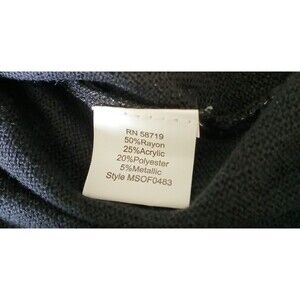 RN 58719
50%Rayon
25%Acrylic
20%Polyester
5%Metallic
Style MSOF0483